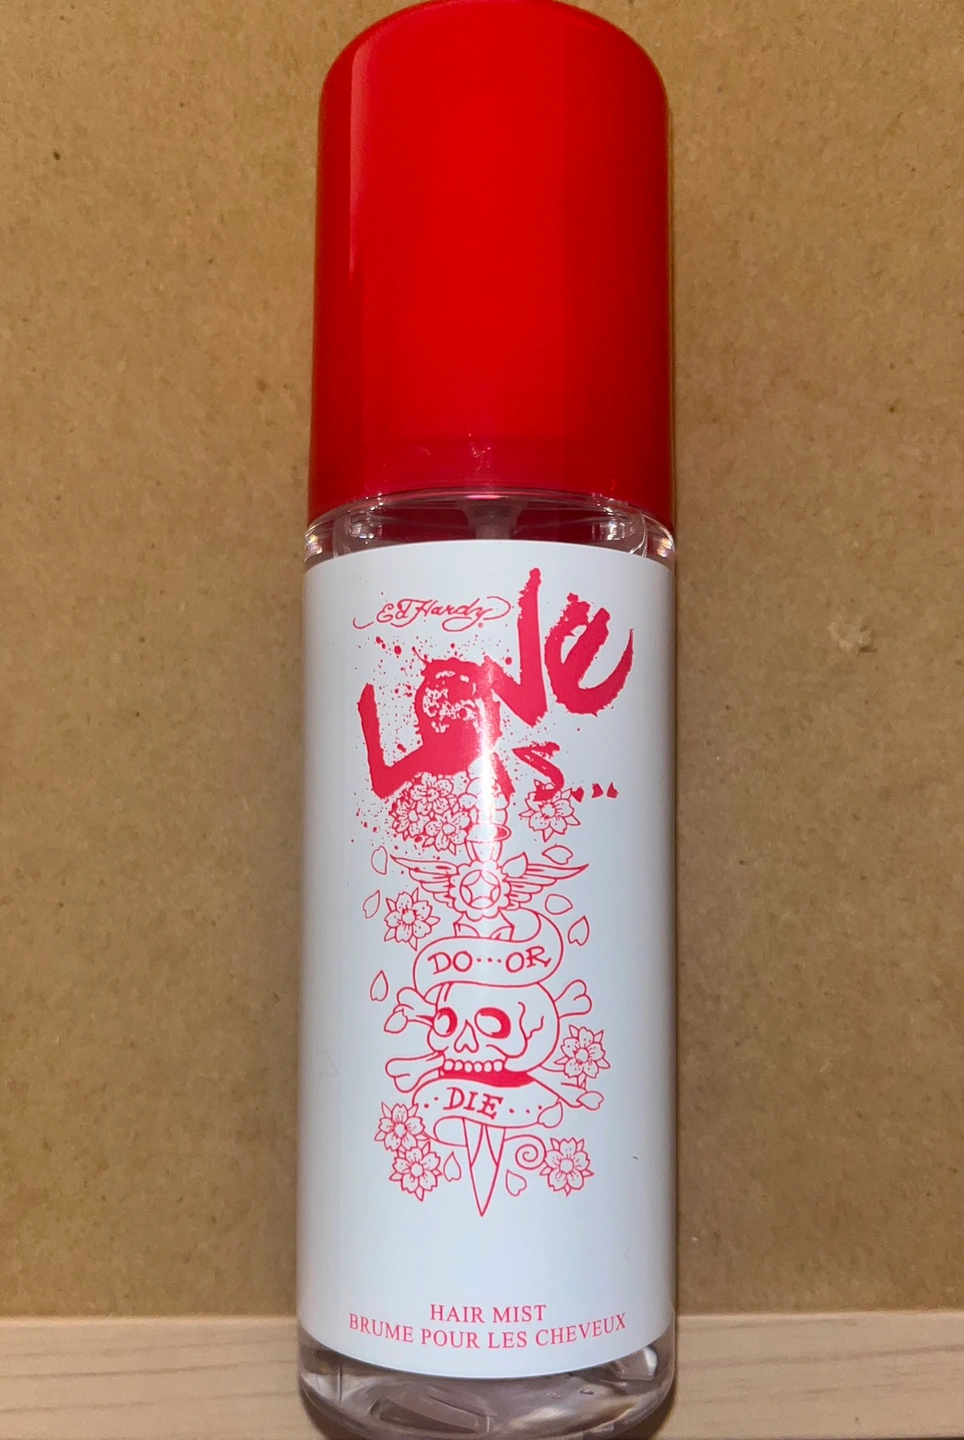 Ed Hardy
LOVE
IS...
DO...OR
..DIE...
HAIR MIST
BRUME POUR LES CHEVEUX